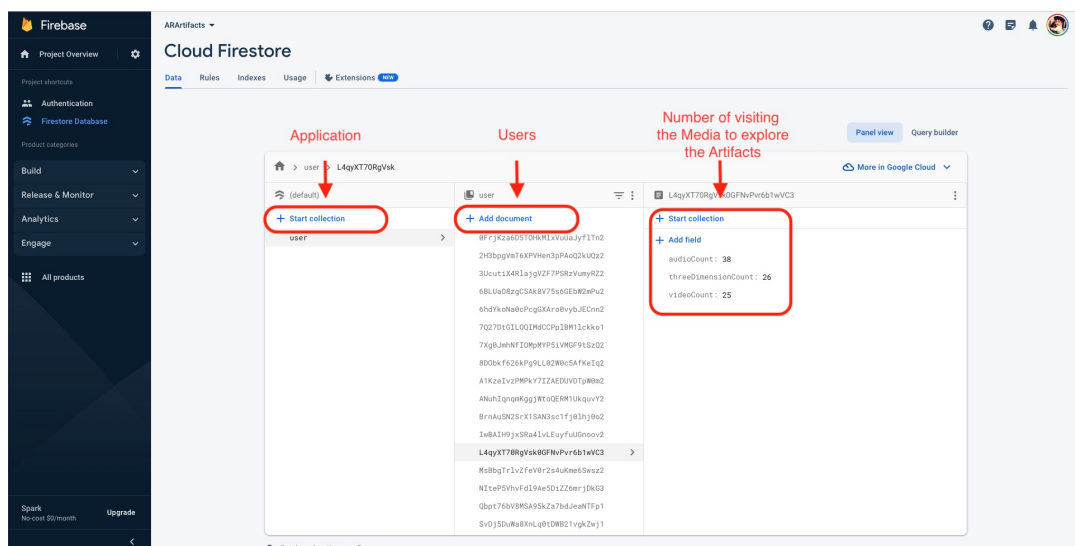 Firebase
Project Overview
Project shortcuts
Authentication
Firestore Database
Product categories
Build
Release & Monitor
Analytics
Engage
All products
Spark
No-cost $0/month
Upgrade
ARArtifacts
Cloud Firestore
Data Rules Indexes Usage Extensions NEW
Application
Users
Number of visiting
the Media to explore
the Artifacts
Panel view Query builder
> user > L4qyXT70RgVsk
More in Google Cloud
(default)
+ Start collection
user
user
+ Add document
0FrjKza6D5TOHkMlxVuUaJyflTn2
2H3bpgVmT6XPVHen3pPAoQ2kUQz2
3UcutiX4RlajgVZF7PSRzVumyRZ2
6BLUaO8zgCSAk8V75s6GEbW2mPu2
6hdYkoNa0cPcgGXAro0vybJECnn2
7Q27DtGILOQIMdCCPplBM1lckko1
7Xg0JmhNfIOMpMYP5iVMGF9tSzQ2
8DObkf626kPg9LL02W0c5AfKeIq2
A1KzeIvzPMPkY7IZAEDUVDTpW0m2
ANuhIqnqmKggjWtoQERM1UkquvY2
BrnAuSN2SrX1SAN3sc1fj0lhj0o2
IwBAIH9jxSRa4lvLEuyfuUGnoov2
L4qyXT70RgVsk0GFNvPvr6b1wVC3
MsBbgTrlvZfeV0r2s4uKme6Swsz2
NIteP5VhvFdl9Ae5DiZZ6mrjDkG3
Qbpt76bV8MSA95kZa7bdJeaNTFp1
SvDj5DuWa8XnLq0tDWB21vgkZwj1
L4qyXT70RgVsk0GFNvPvr6b1wVC3
+ Start collection
+ Add field
audioCount: 38
threeDimensionCount: 26
videoCount: 25